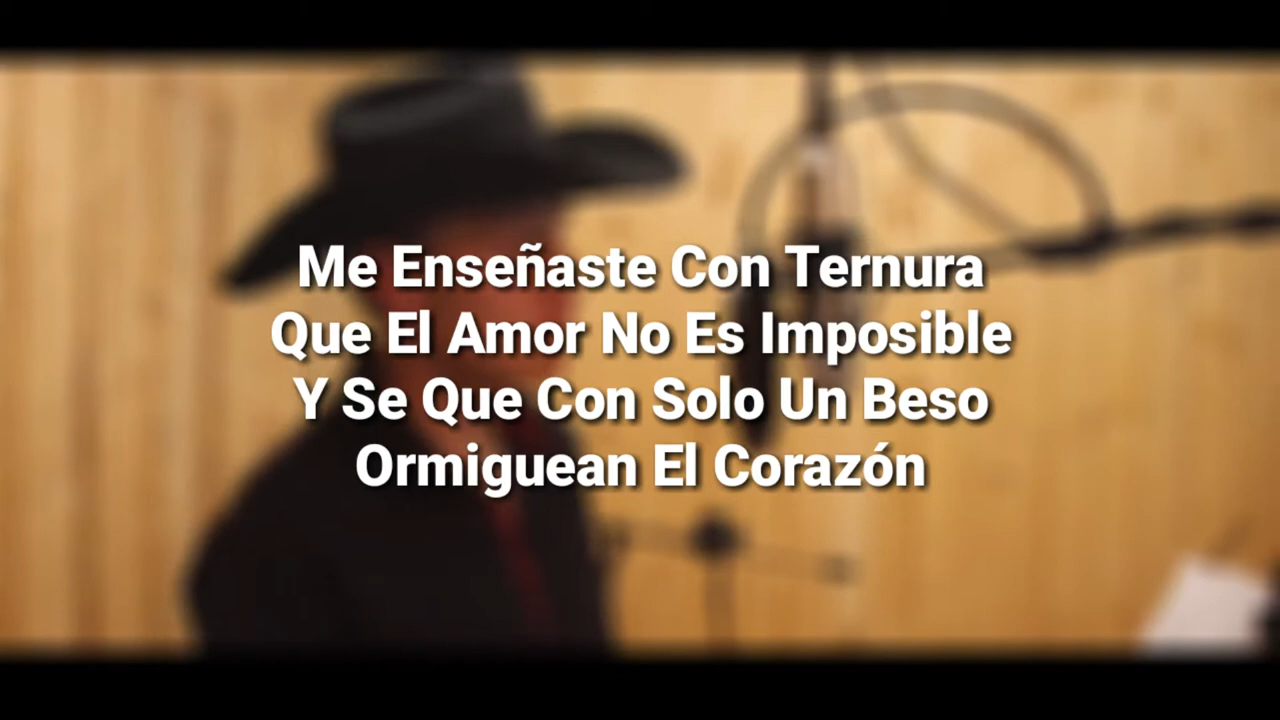 Me Enseñaste Con Ternura
Que El Amor No Es Imposible
Y Se Que Con Solo Un Beso
Ormiguean El Corazón